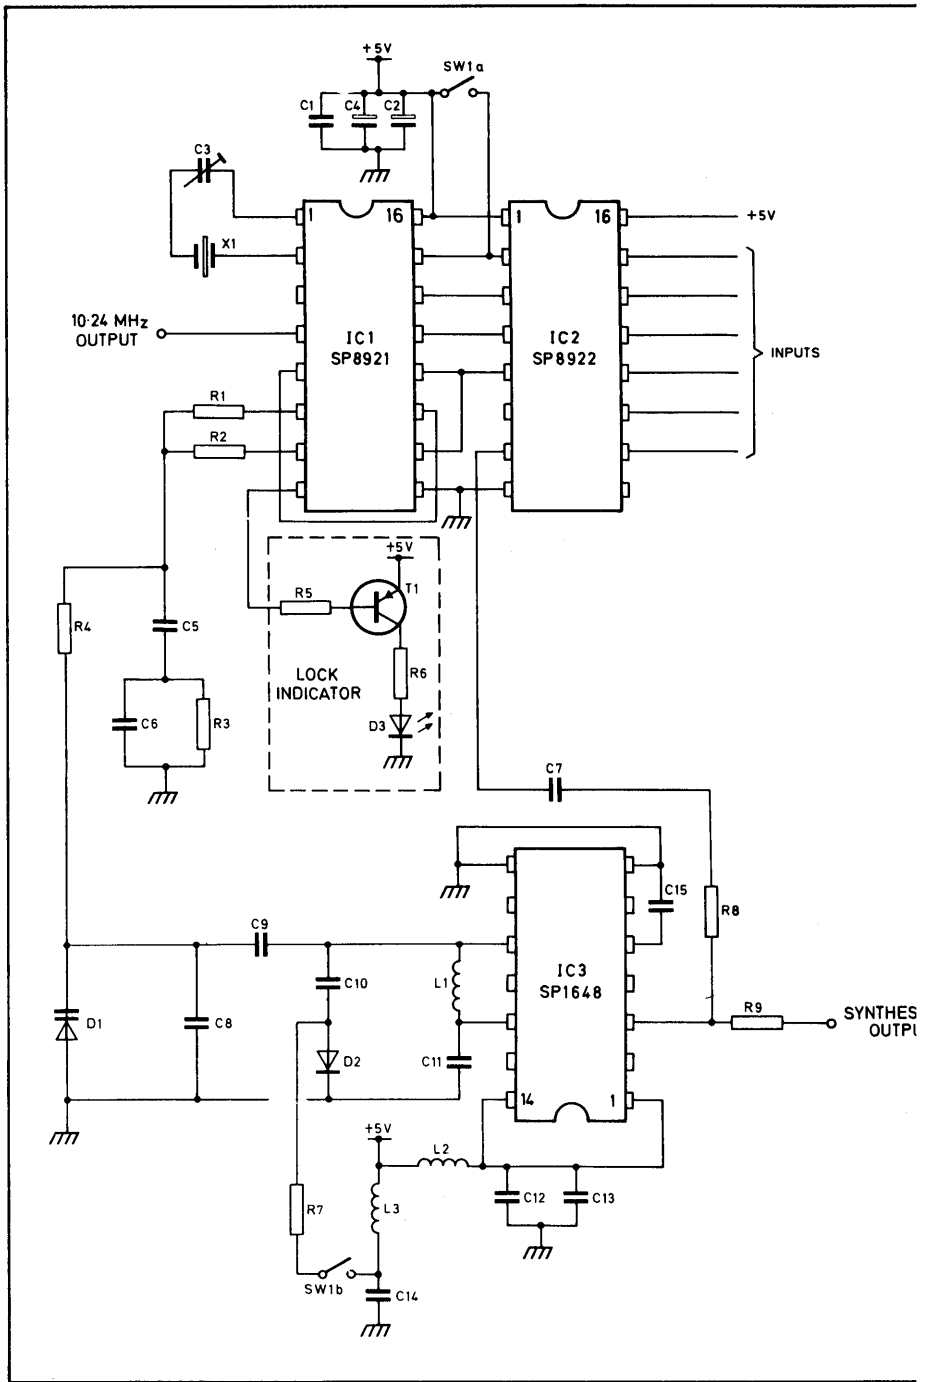 +5V
SW1a
C1
C4
C2
C3
1
16
1
16
+5V
X1
10·24 MHz
OUTPUT
IC1
SP8921
IC2
SP8922
INPUTS
R1
R2
+5V
T1
R5
R4
C5
LOCK
INDICATOR
R6
C6
R3
D3
C7
C15
R8
C9
IC3
SP1648
C10
L1
R9
SYNTHES
OUTPU
D1
C8
D2
C11
14
1
+5V
L2
R7
L3
C12
C13
SW1b
C14